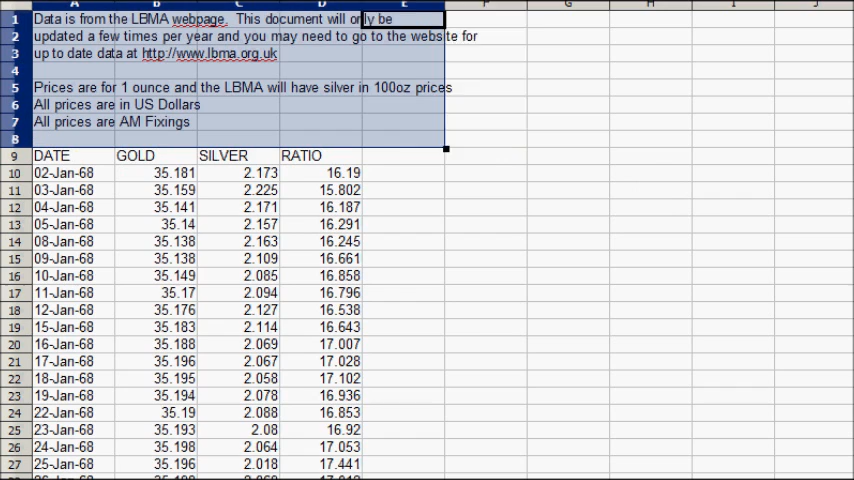 A B C D E F G H I J
1 Data is from the LBMA webpage. This document will only be
2 updated a few times per year and you may need to go to the website for
3 up to date data at http://www.lbma.org.uk
4
5 Prices are for 1 ounce and the LBMA will have silver in 100oz prices
6 All prices are in US Dollars
7 All prices are AM Fixings
8
9 DATE GOLD SILVER RATIO
10 02-Jan-68 35.181 2.173 16.19
11 03-Jan-68 35.159 2.225 15.802
12 04-Jan-68 35.141 2.171 16.187
13 05-Jan-68 35.14 2.157 16.291
14 08-Jan-68 35.138 2.163 16.245
15 09-Jan-68 35.138 2.109 16.661
16 10-Jan-68 35.149 2.085 16.858
17 11-Jan-68 35.17 2.094 16.796
18 12-Jan-68 35.176 2.127 16.538
19 15-Jan-68 35.183 2.114 16.643
20 16-Jan-68 35.188 2.069 17.007
21 17-Jan-68 35.196 2.067 17.028
22 18-Jan-68 35.195 2.058 17.102
23 19-Jan-68 35.194 2.078 16.936
24 22-Jan-68 35.19 2.088 16.853
25 23-Jan-68 35.193 2.08 16.92
26 24-Jan-68 35.198 2.064 17.053
27 25-Jan-68 35.196 2.018 17.441